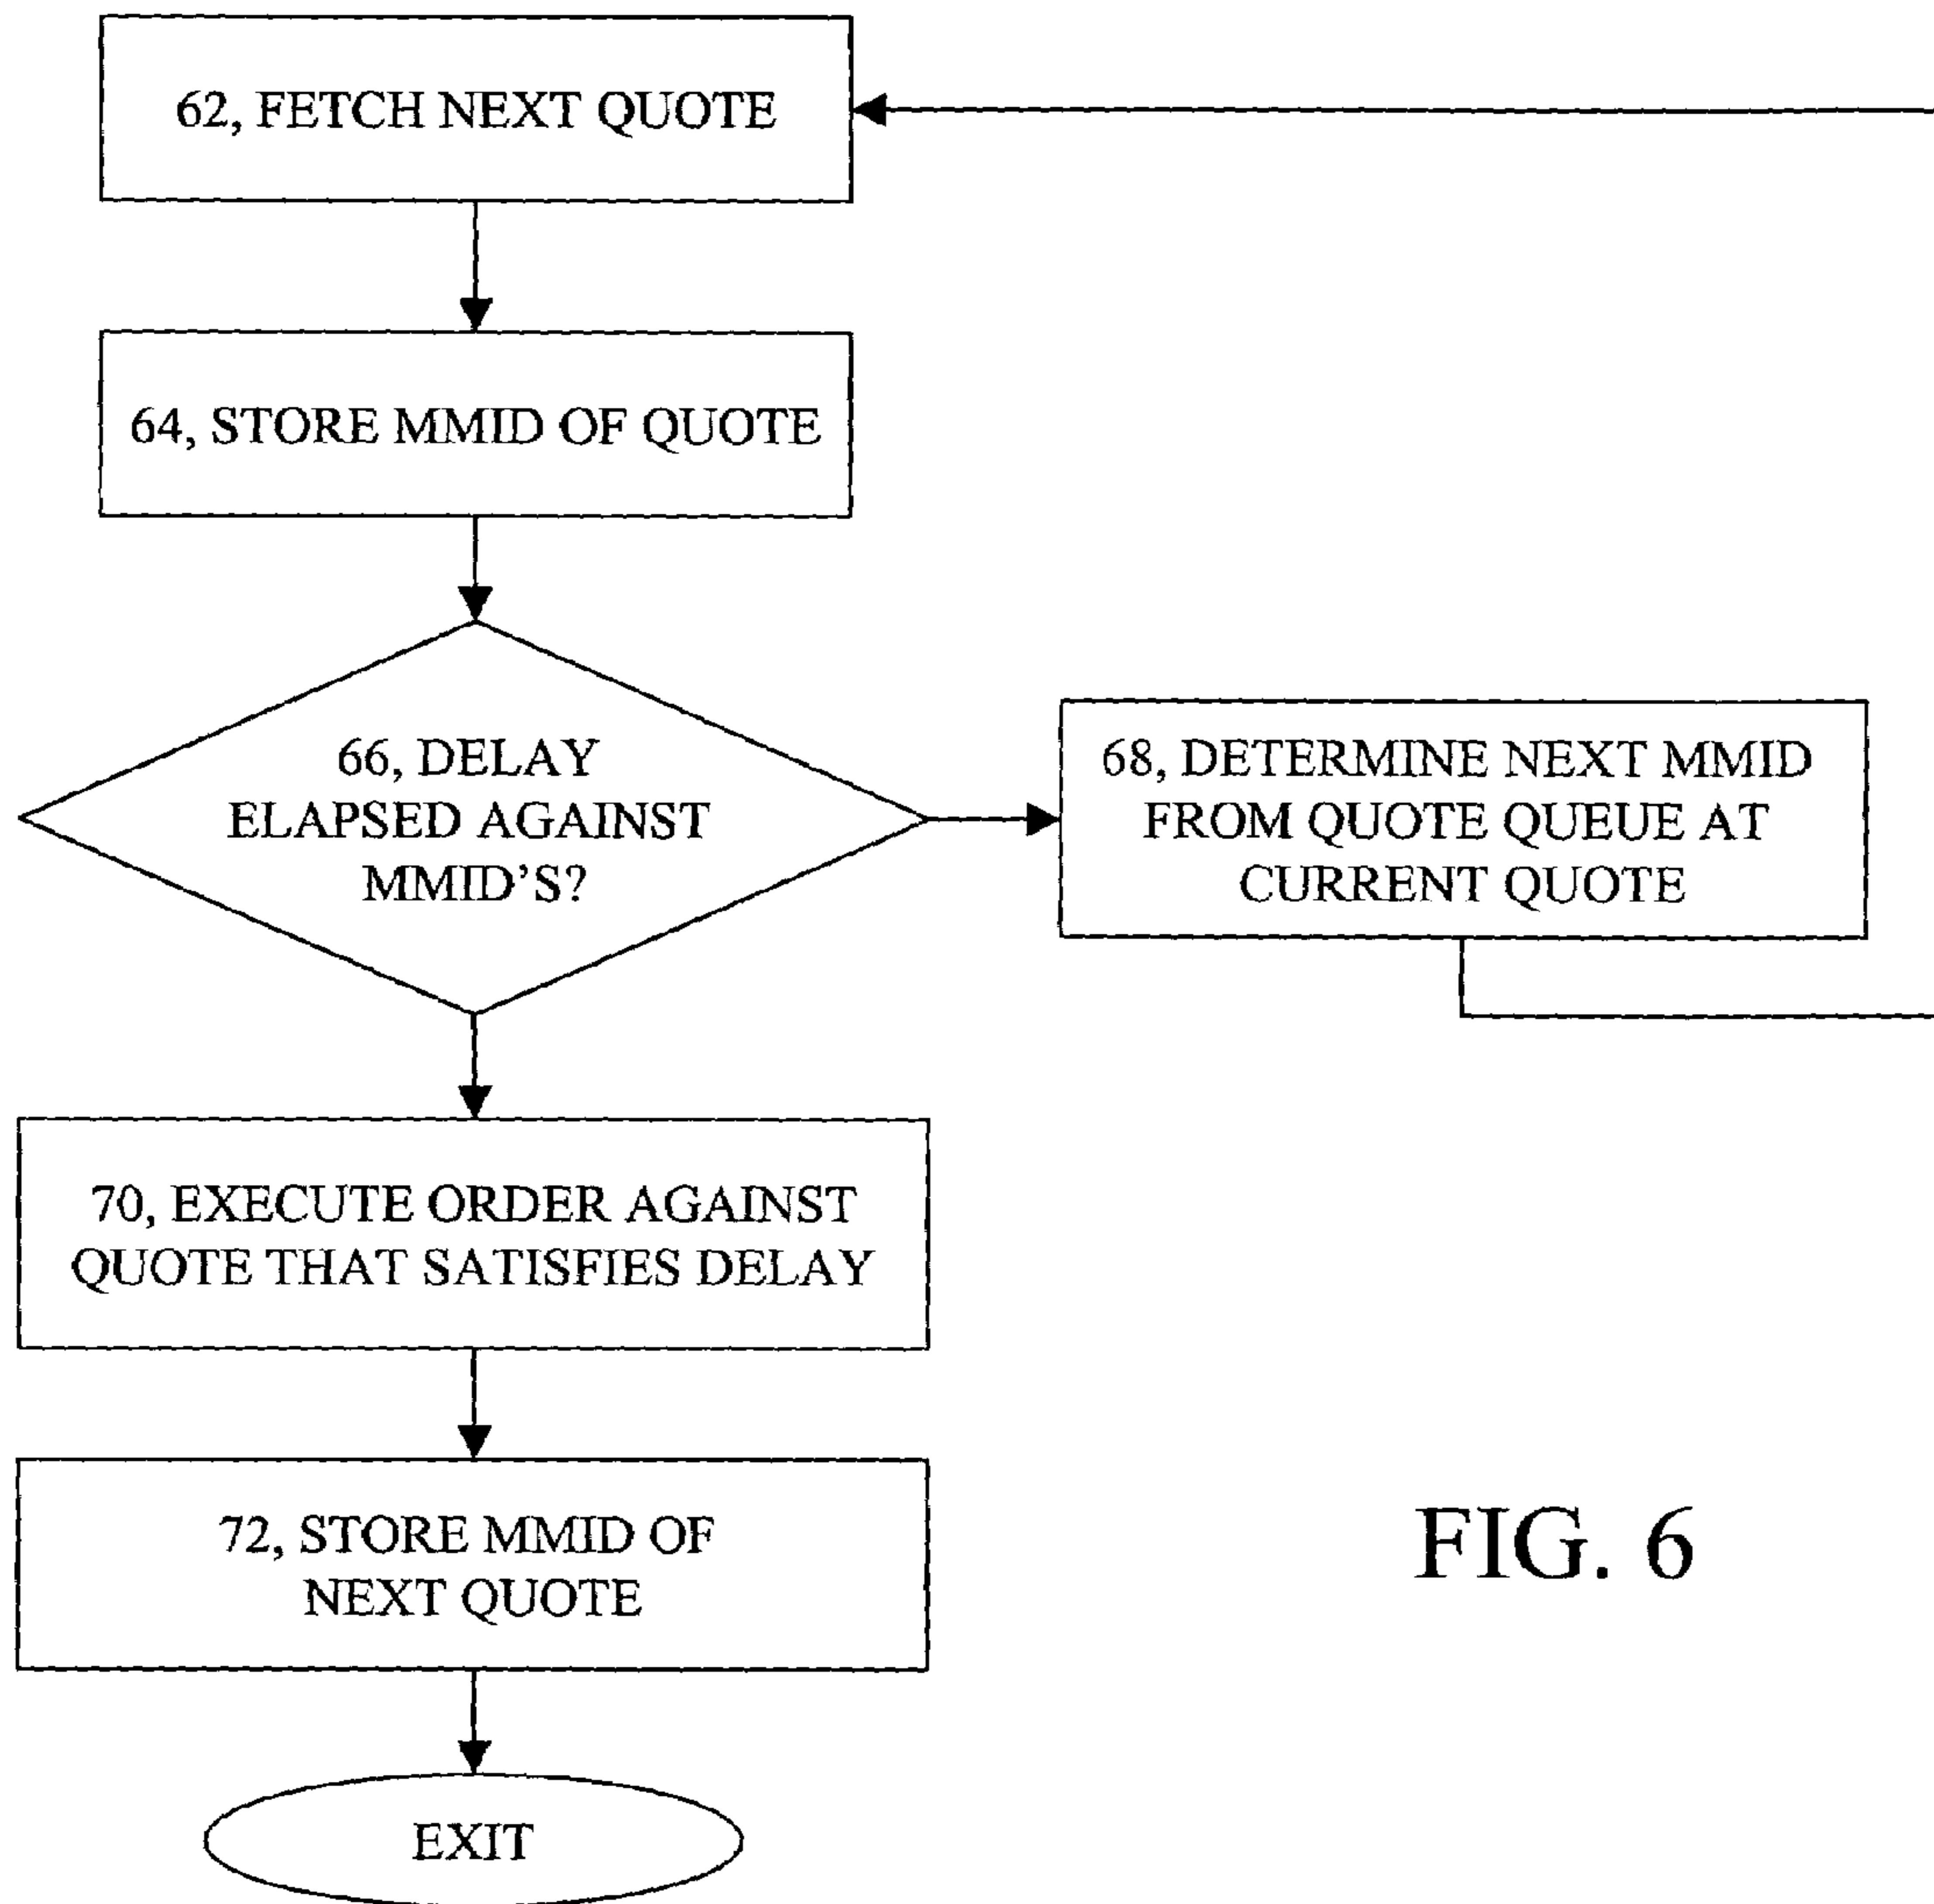 62, FETCH NEXT QUOTE
64, STORE MMID OF QUOTE
66, DELAY
ELAPSED AGAINST
MMID'S?
68, DETERMINE NEXT MMID
FROM QUOTE QUEUE AT
CURRENT QUOTE
70, EXECUTE ORDER AGAINST
QUOTE THAT SATISFIES DELAY
72, STORE MMID OF
NEXT QUOTE
EXIT
FIG. 6